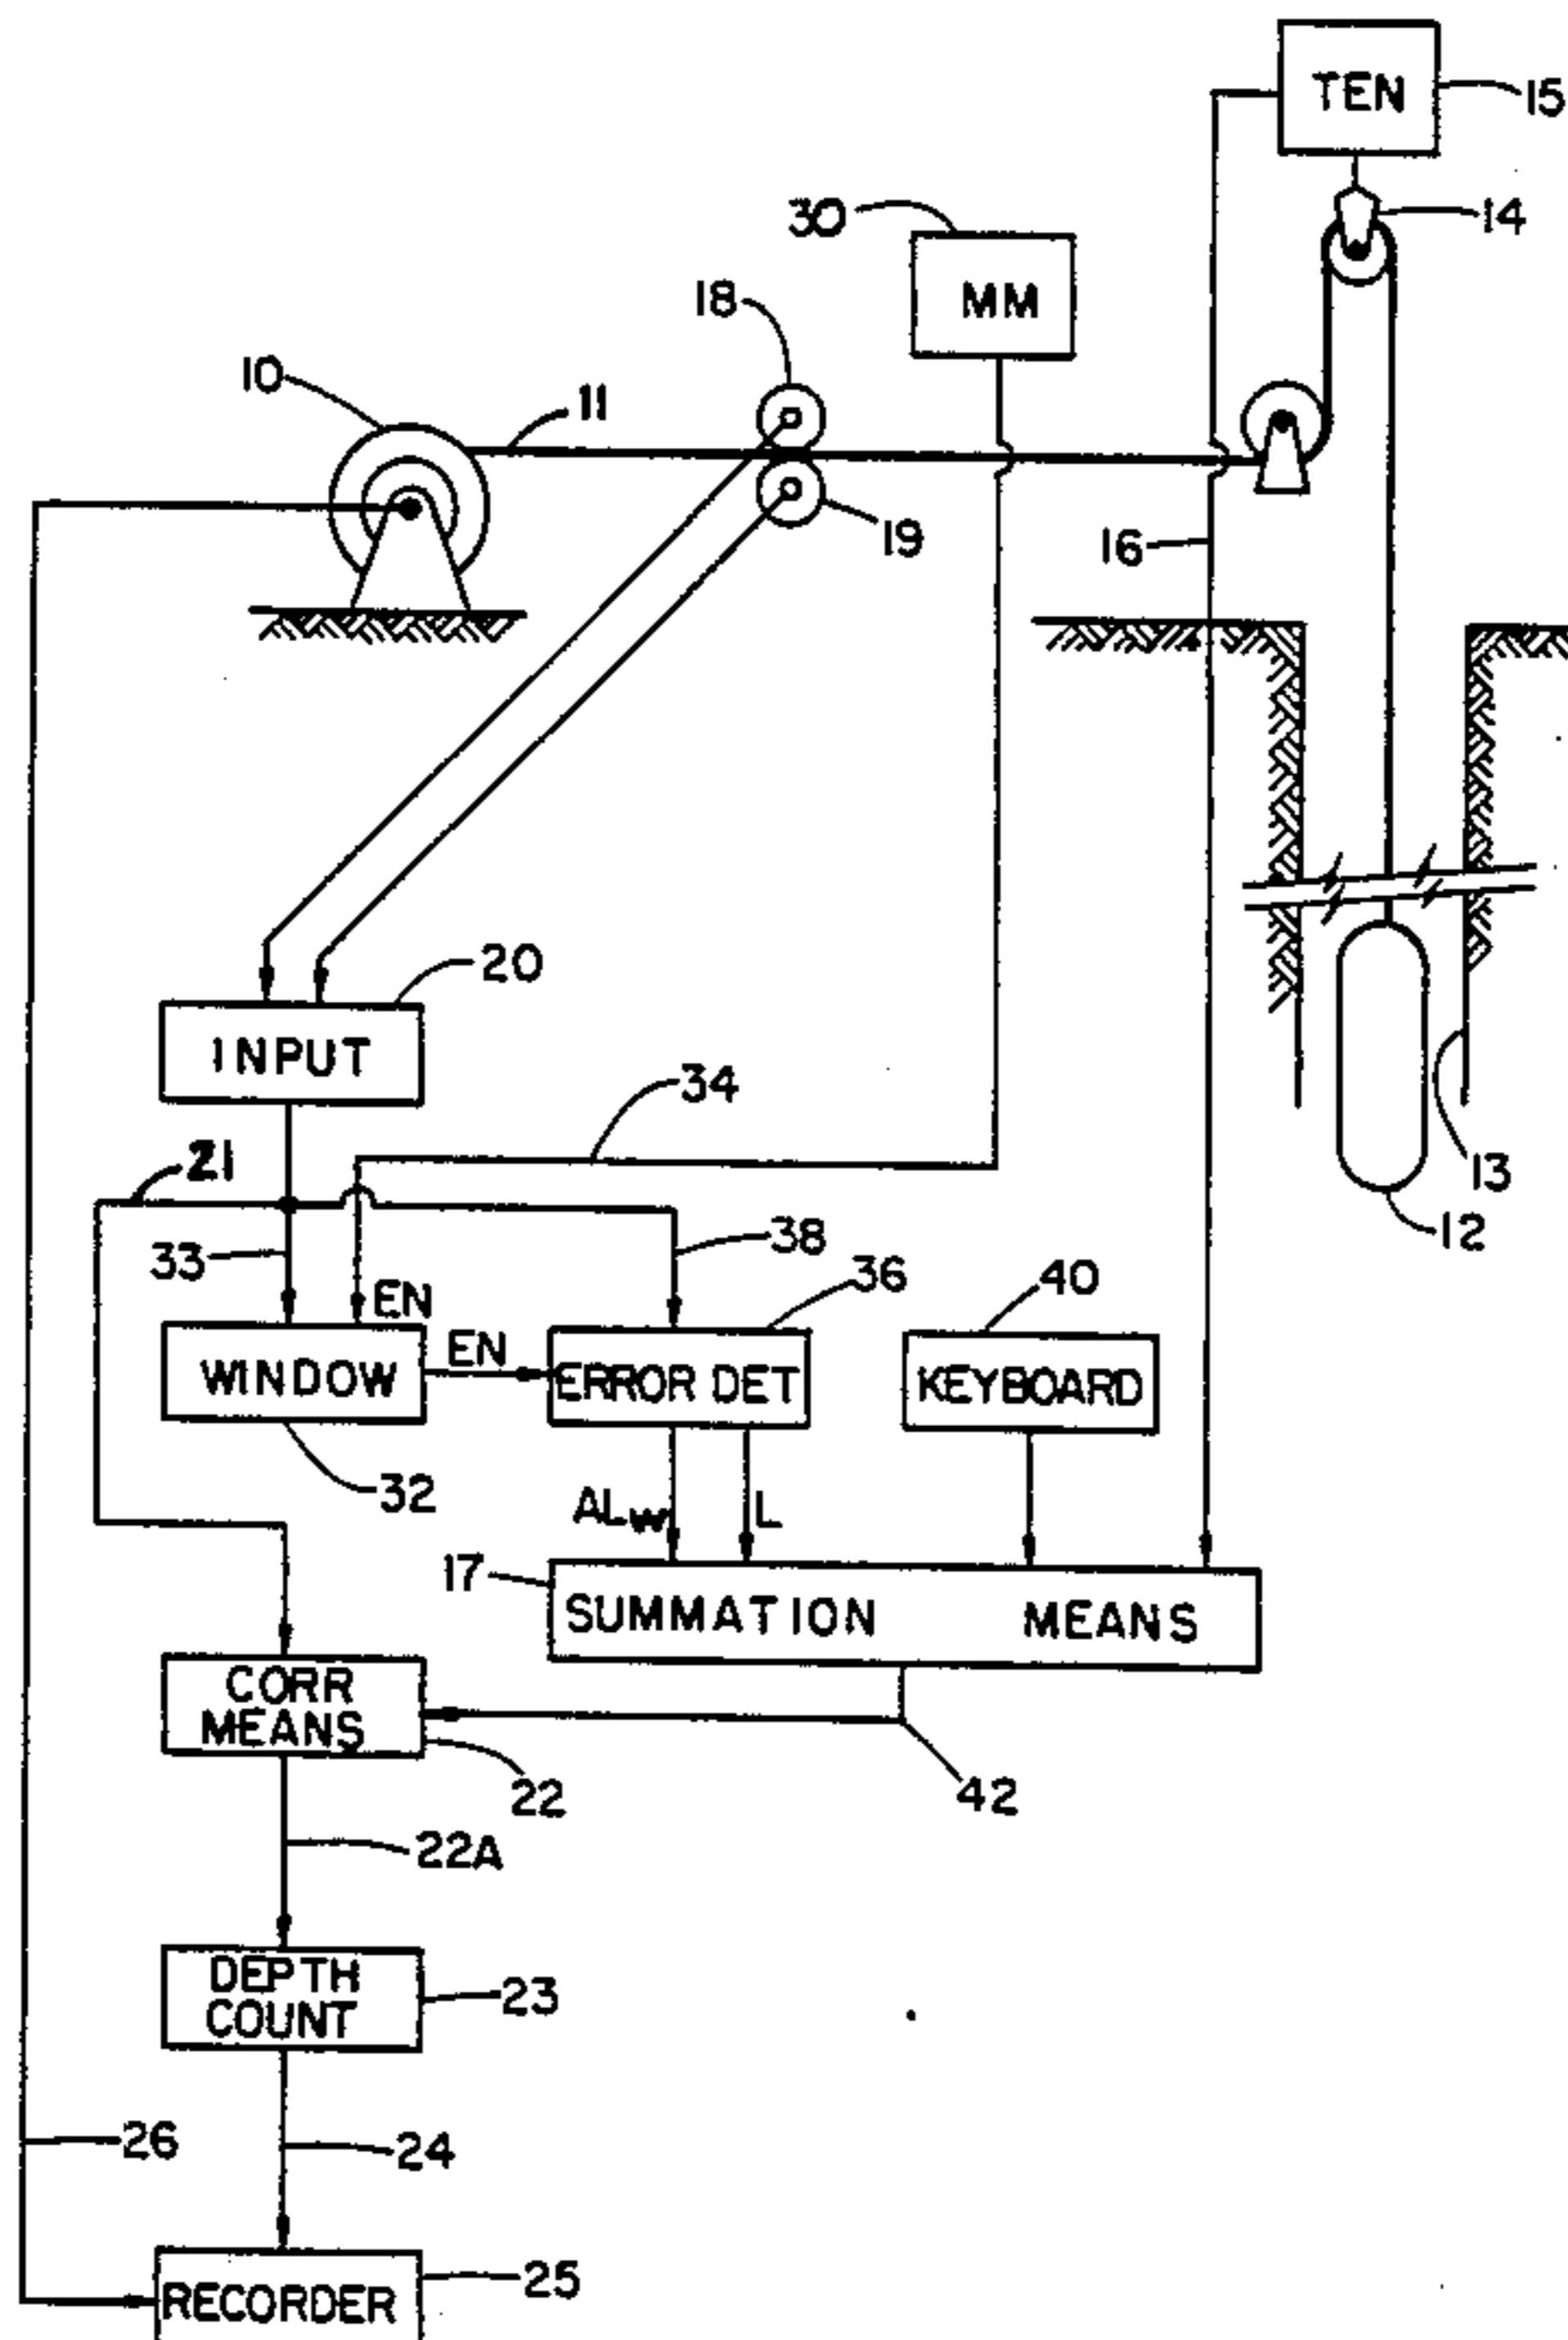 TEN
15
14
30
MM
18
10
11
19
16
20
INPUT
34
21
13
12
33
38
36
40
EN
EN
WINDOW
ERROR DET
KEYBOARD
32
ALW
L
17
SUMMATION MEANS
CORR
MEANS
22
42
22A
DEPTH
COUNT
23
26
24
25
RECORDER